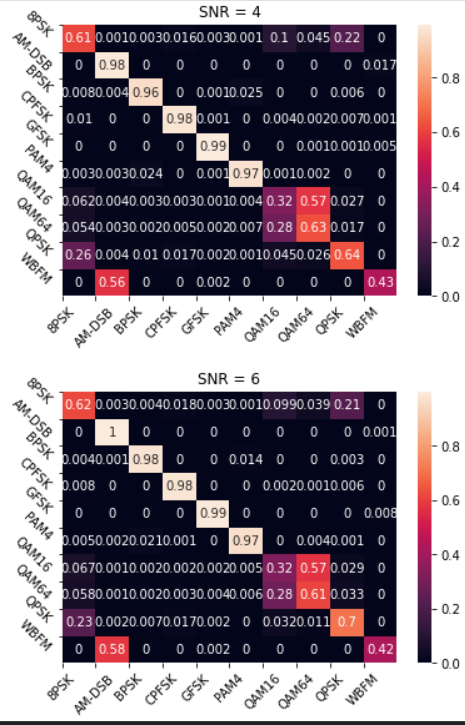 SNR = 4
8PSK 0.61 0.001 0.003 0.016 0.003 0.001 0.1 0.045 0.22 0
AM-DSB 0 0.98 0 0 0 0 0 0 0 0.017
BPSK 0.008 0.004 0.96 0 0.001 0.025 0 0 0.006 0
CPFSK 0.01 0 0 0.98 0.001 0 0.004 0.002 0.007 0.001
GFSK 0 0 0 0 0.99 0 0 0.001 0.001 0.005
PAM4 0.003 0.003 0.024 0 0.001 0.97 0.001 0.002 0 0
QAM16 0.062 0.004 0.003 0.003 0.001 0.004 0.32 0.57 0.027 0
QAM64 0.054 0.003 0.002 0.005 0.002 0.007 0.28 0.63 0.017 0
QPSK 0.26 0.004 0.01 0.017 0.002 0.001 0.045 0.026 0.64 0
WBFM 0 0.56 0 0 0.002 0 0 0 0 0.43
8PSK AM-DSB BPSK CPFSK GFSK PAM4 QAM16 QAM64 QPSK WBFM
0.8
0.6
0.4
0.2
0.0
SNR = 6
8PSK 0.62 0.003 0.004 0.018 0.003 0.001 0.099 0.039 0.21 0
AM-DSB 0 1 0 0 0 0 0 0 0 0.001
BPSK 0.004 0.001 0.98 0 0 0.014 0 0 0.003 0
CPFSK 0.008 0 0 0.98 0 0 0.002 0.001 0.006 0
GFSK 0 0 0 0 0.99 0 0 0 0 0.008
PAM4 0.005 0.002 0.021 0.001 0 0.97 0 0.004 0.001 0
QAM16 0.067 0.001 0.002 0.002 0.002 0.005 0.32 0.57 0.029 0
QAM64 0.058 0.001 0.002 0.003 0.004 0.006 0.28 0.61 0.033 0
QPSK 0.23 0.002 0.007 0.017 0.002 0 0.032 0.011 0.7 0
WBFM 0 0.58 0 0 0.002 0 0 0 0 0.42
8PSK AM-DSB BPSK CPFSK GFSK PAM4 QAM16 QAM64 QPSK WBFM
0.8
0.6
0.4
0.2
0.0